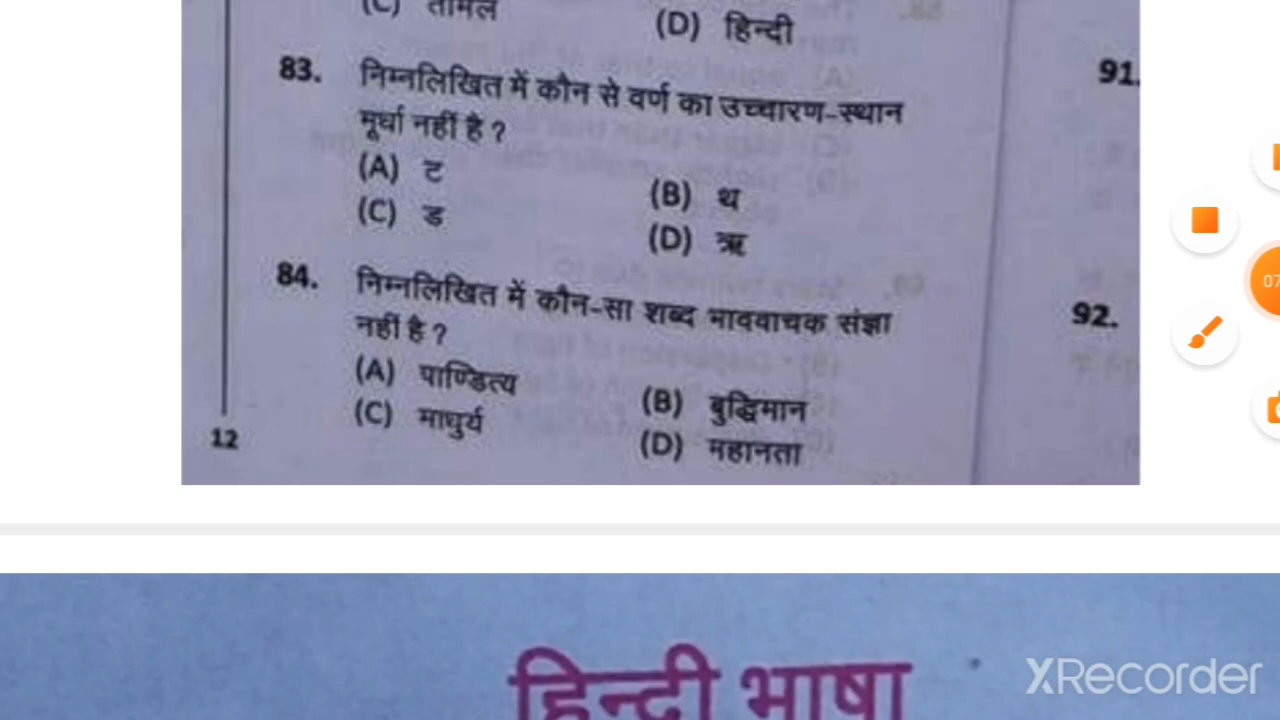 (C) तमिल
(D) हिन्दी
83. निम्नलिखित में कौन से वर्ण का उच्चारण-स्थान
मूर्धा नहीं है ?
(A) ट
(B) थ
(C) ड
(D) ऋ
84. निम्नलिखित में कौन-सा शब्द भाववाचक संज्ञा
नहीं है ?
(A) पाण्डित्य
(B) बुद्धिमान
(C) माधुर्य
(D) महानता
12
91.
92.
07
हिन्दी भाषा
XRecorder